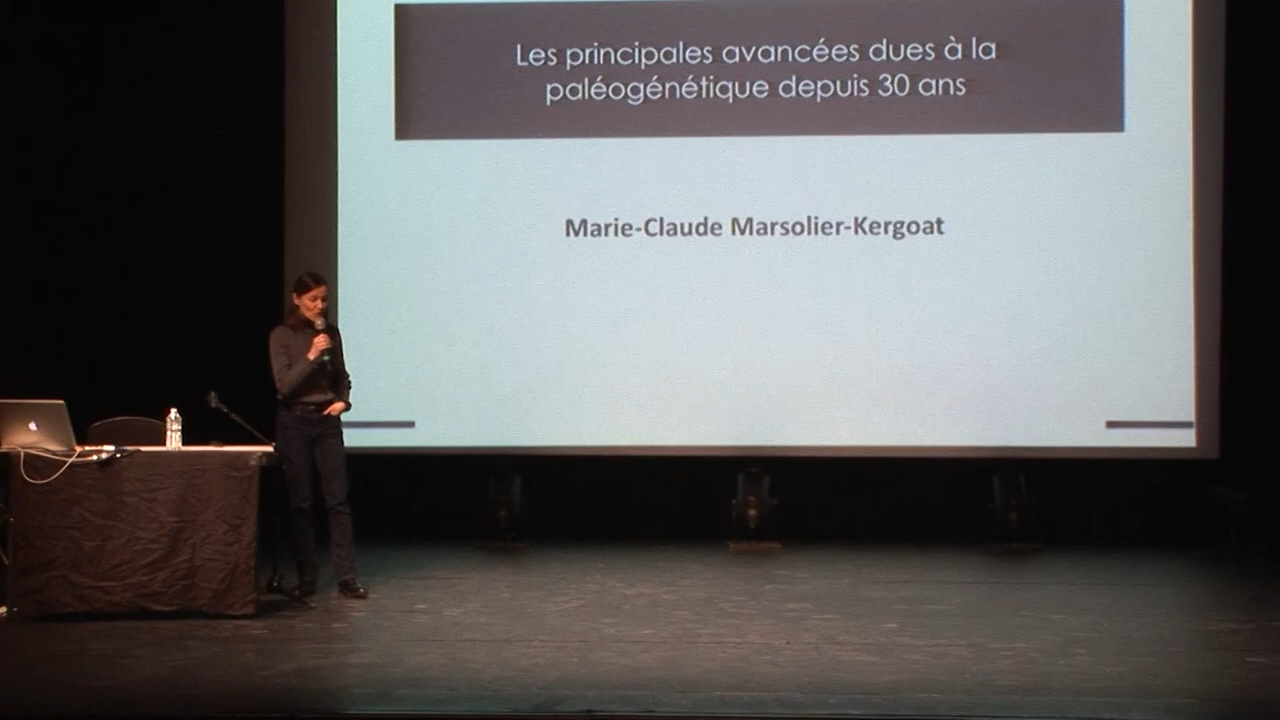 Les principales avancées dues à la
paléogénétique depuis 30 ans
Marie-Claude Marsolier-Kergoat